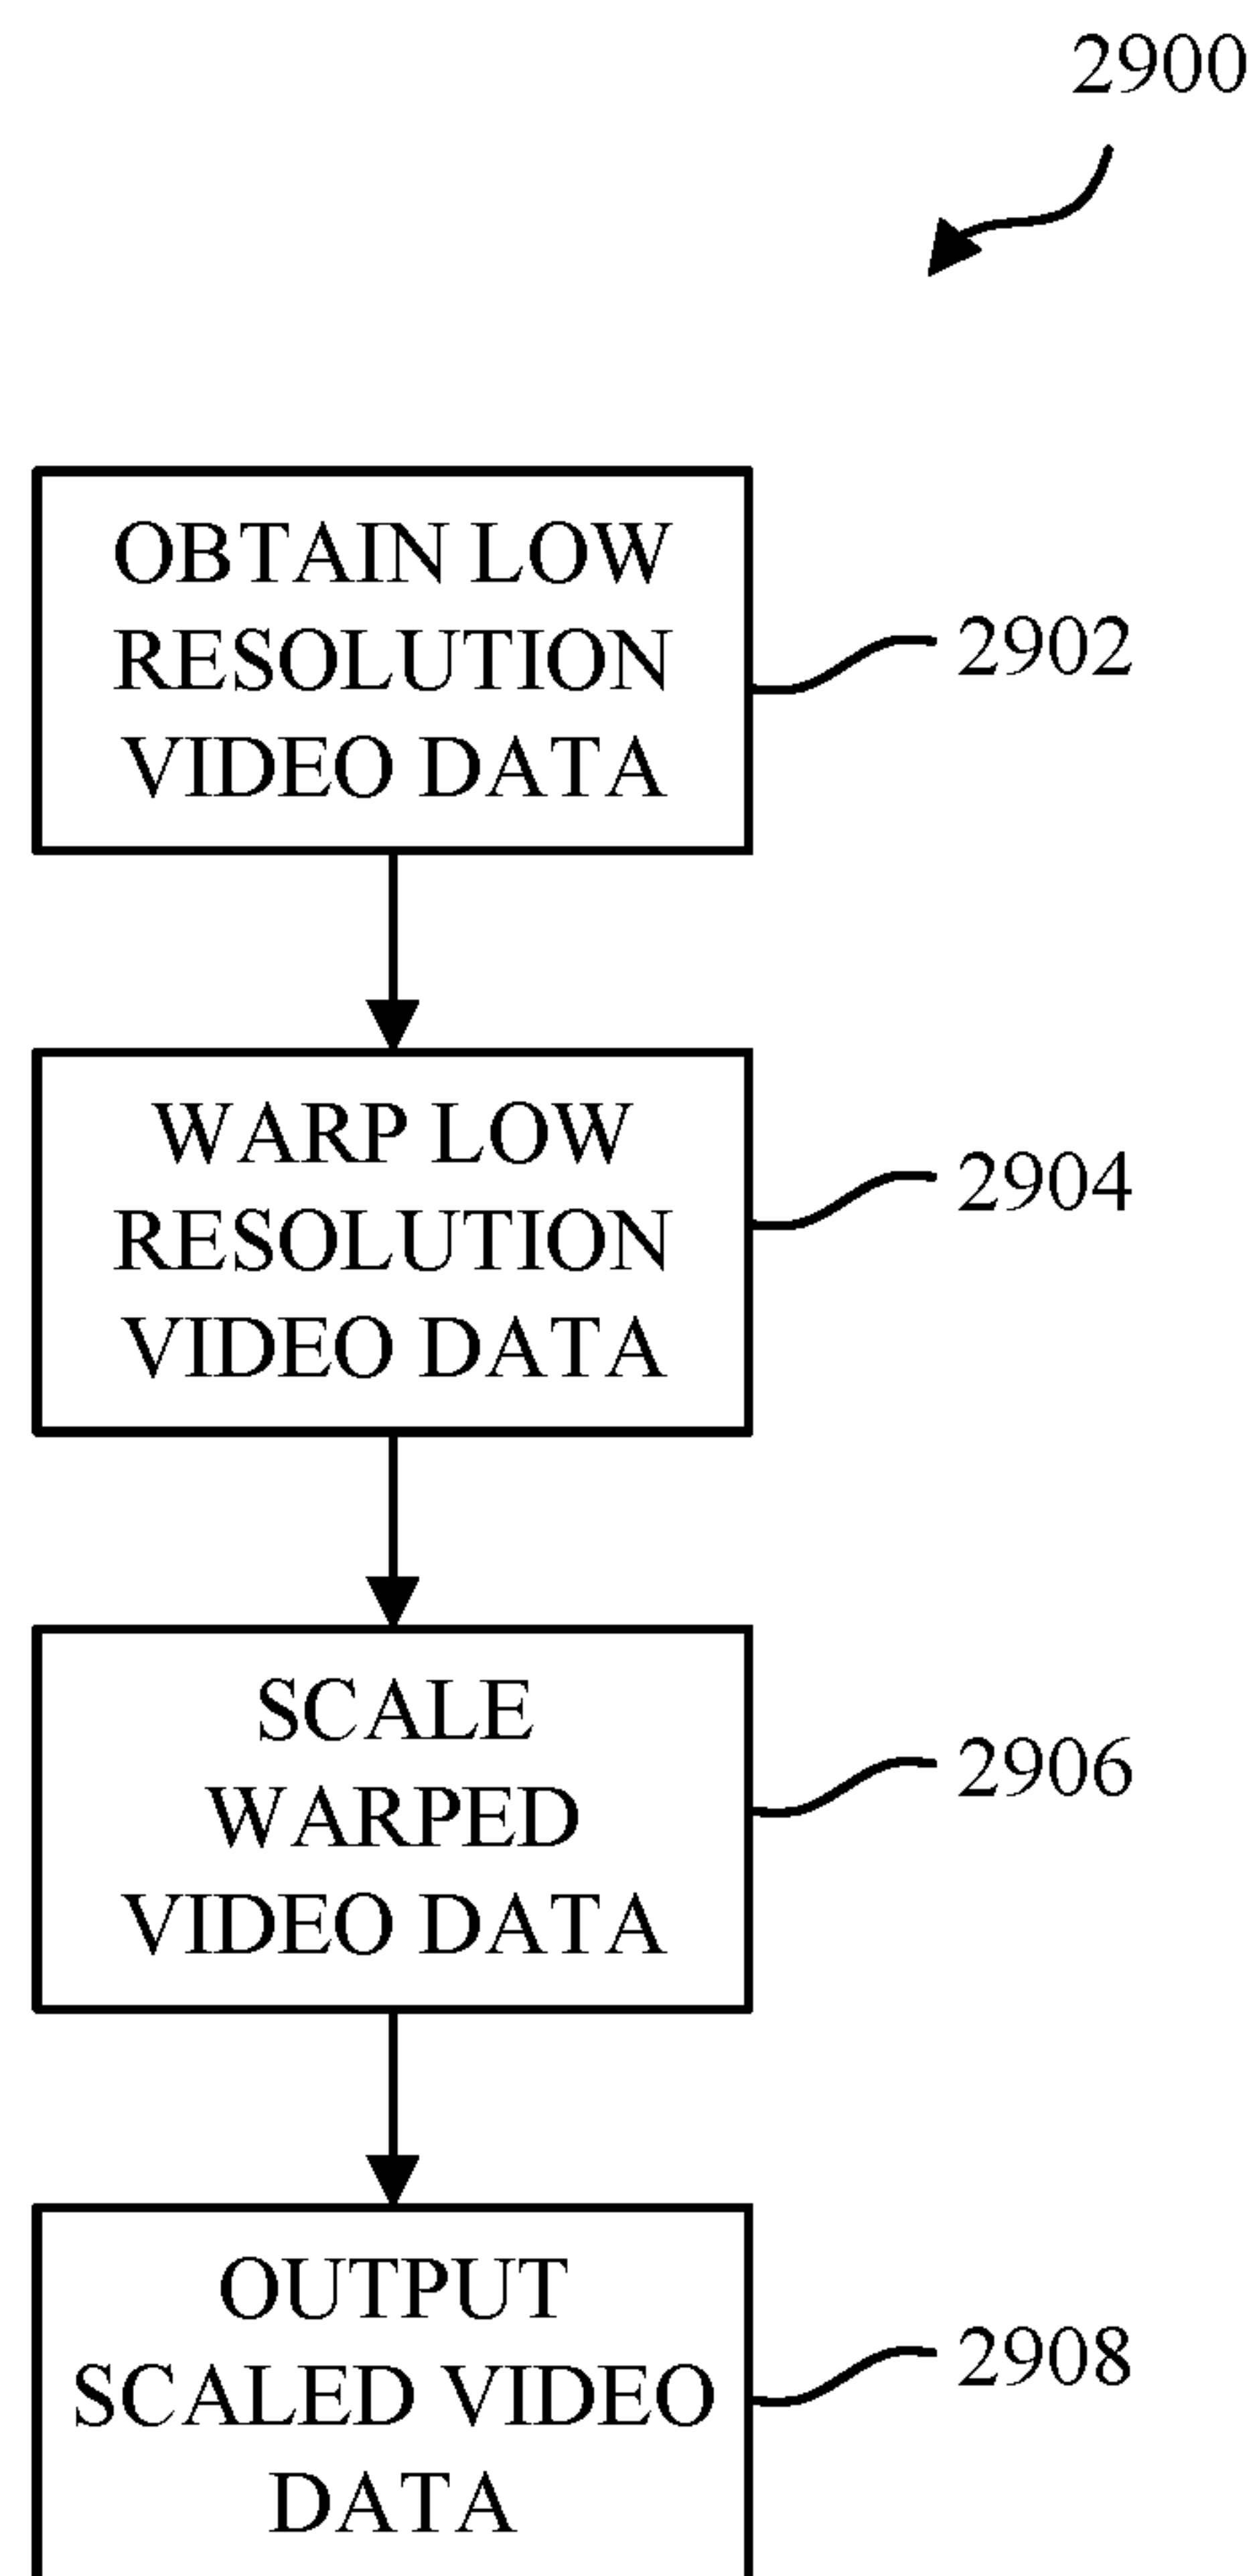 2900
OBTAIN LOW
RESOLUTION
VIDEO DATA
2902
WARP LOW
RESOLUTION
VIDEO DATA
2904
SCALE
WARPED
VIDEO DATA
2906
OUTPUT
SCALED VIDEO
DATA
2908